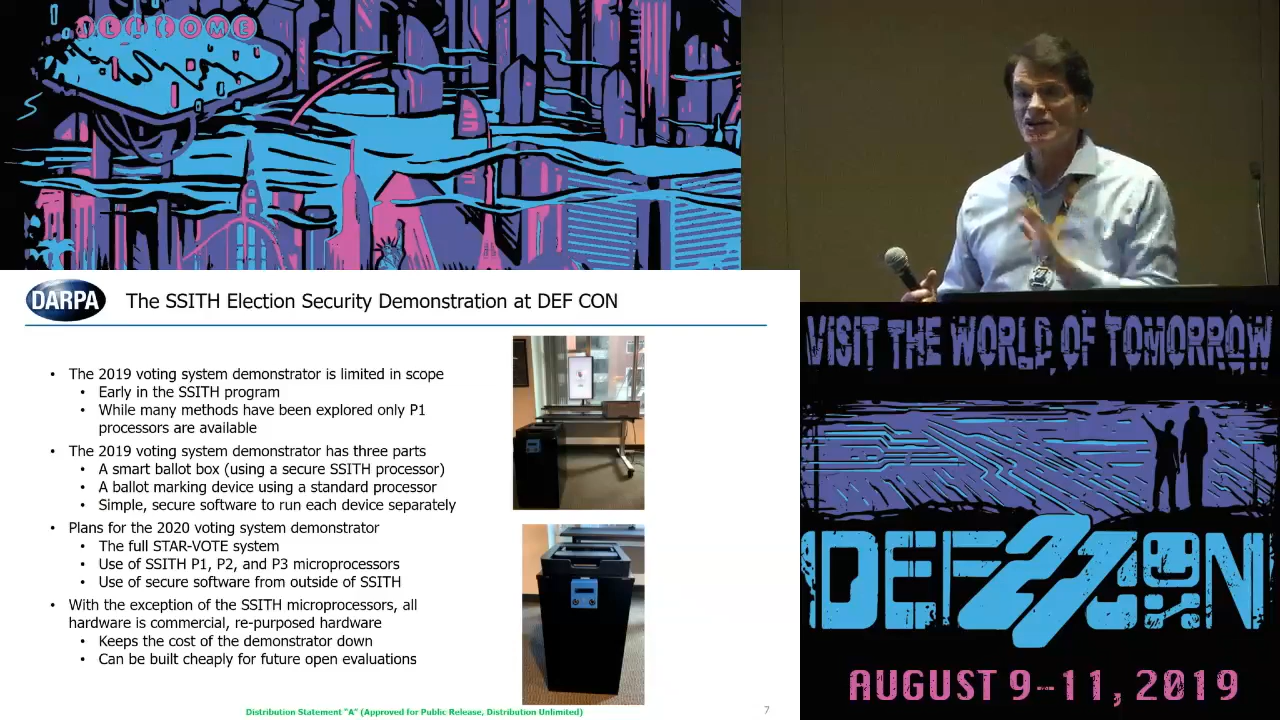 WELCOME
DARPA
The SSITH Election Security Demonstration at DEF CON
• The 2019 voting system demonstrator is limited in scope
• Early in the SSITH program
• While many methods have been explored only P1
processors are available
• The 2019 voting system demonstrator has three parts
• A smart ballot box (using a secure SSITH processor)
• A ballot marking device using a standard processor
• Simple, secure software to run each device separately
• Plans for the 2020 voting system demonstrator
• The full STAR-VOTE system
• Use of SSITH P1, P2, and P3 microprocessors
• Use of secure software from outside of SSITH
• With the exception of the SSITH microprocessors, all
hardware is commercial, re-purposed hardware
• Keeps the cost of the demonstrator down
• Can be built cheaply for future open evaluations
Distribution Statement "A" (Approved for Public Release, Distribution Unlimited)
7
VISIT THE WORLD OF TOMORROW
DEF 27 CON
AUGUST 9-11, 2019